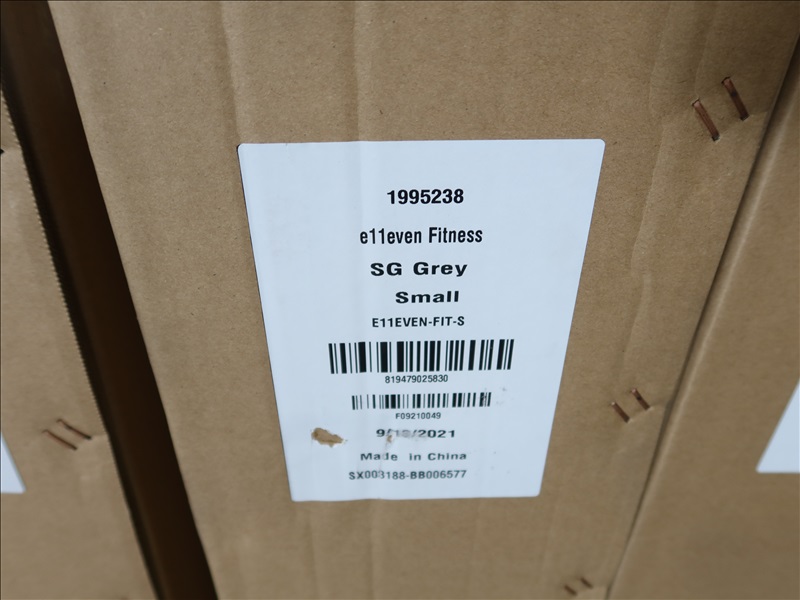 1995238
e11even Fitness
SG Grey
Small
E11EVEN-FIT-S
819479025830
F09210049
Made in China
SX003188-BB006577